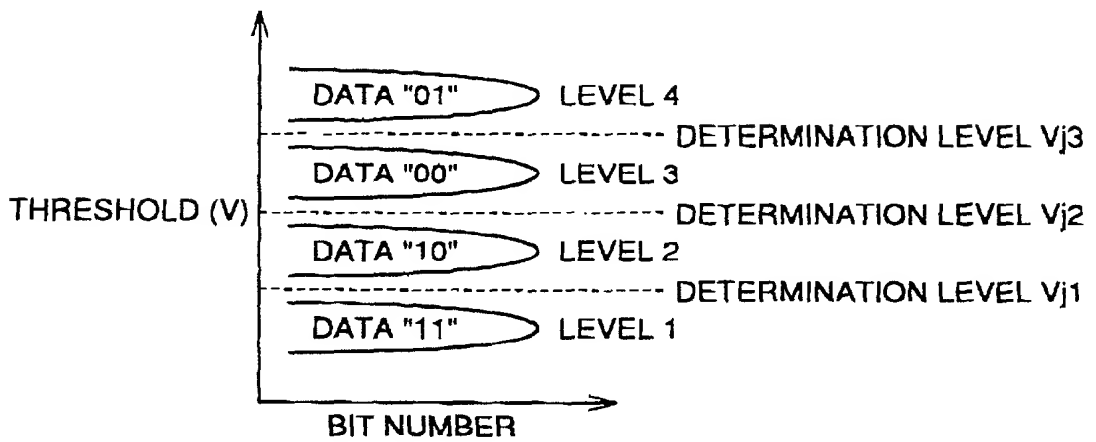 DATA "01" LEVEL 4
DETERMINATION LEVEL Vj3
DATA "00" LEVEL 3
THRESHOLD (V)
DETERMINATION LEVEL Vj2
DATA "10" LEVEL 2
DETERMINATION LEVEL Vj1
DATA "11" LEVEL 1
BIT NUMBER